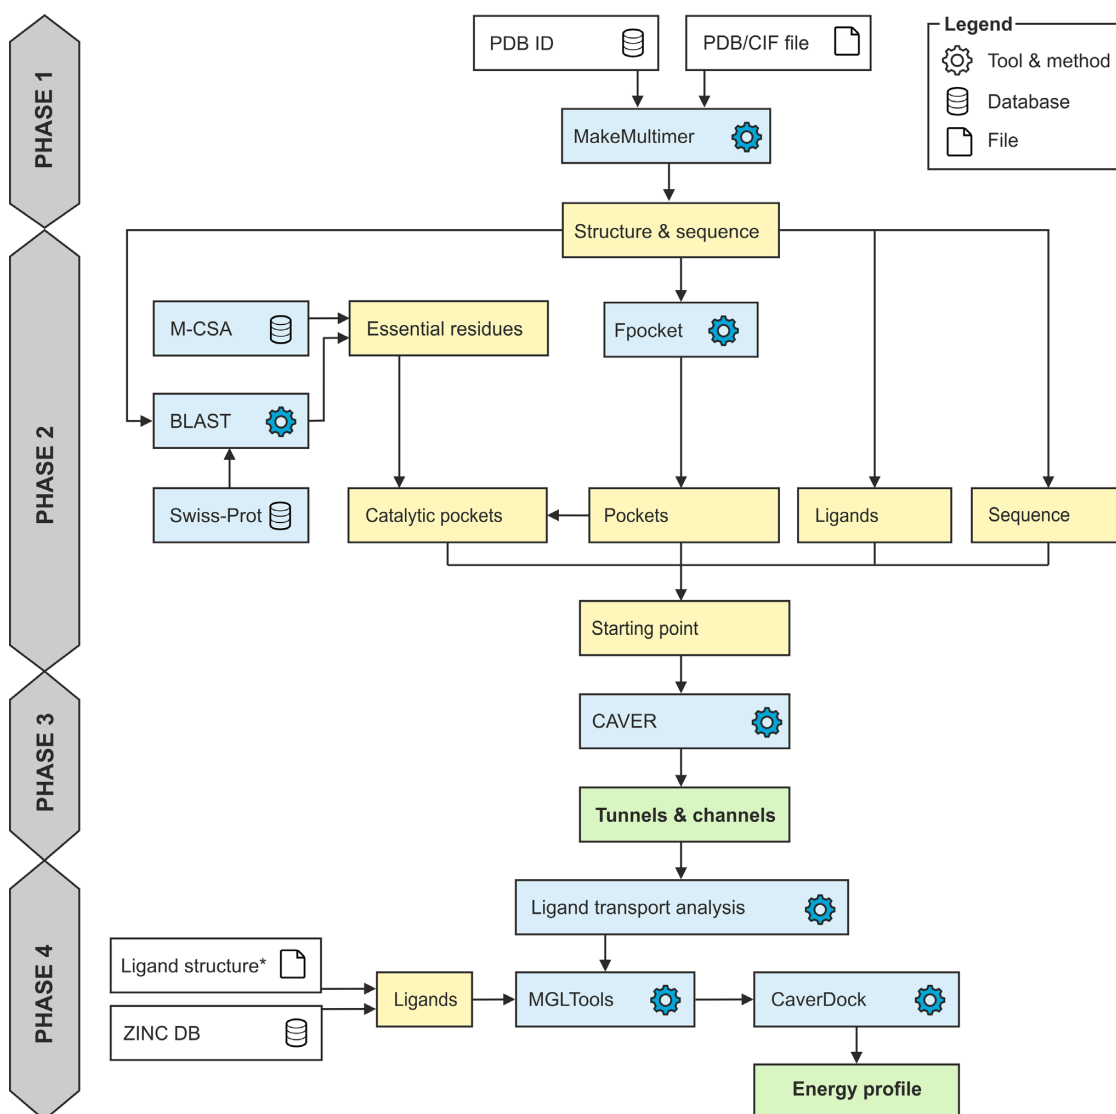 PHASE 1
PDB ID
PDB/CIF file
Legend
Tool & method
Database
File
MakeMultimer
PHASE 2
Structure & sequence
M-CSA
Essential residues
Fpocket
BLAST
Swiss-Prot
Catalytic pockets
Pockets
Ligands
Sequence
Starting point
PHASE 3
CAVER
Tunnels & channels
PHASE 4
Ligand transport analysis
Ligand structure*
ZINC DB
Ligands
MGLTools
CaverDock
Energy profile